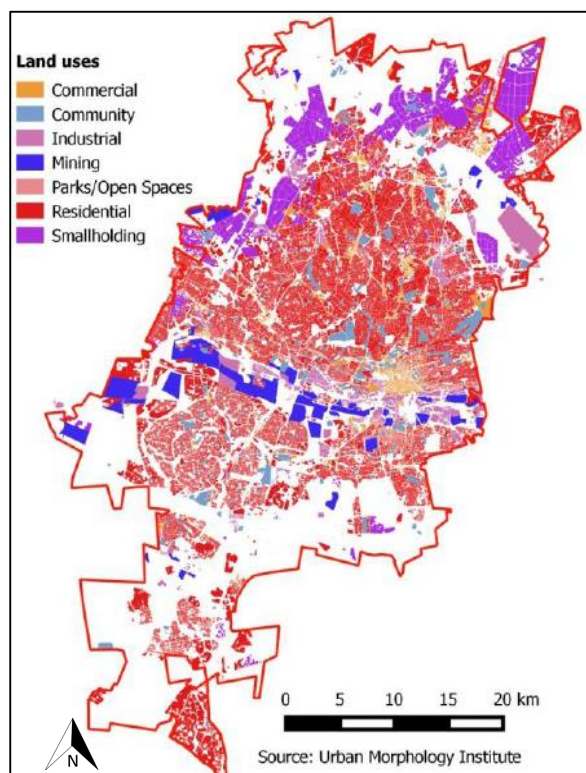 Land uses
Commercial
Community
Industrial
Mining
Parks/Open Spaces
Residential
Smallholding
0 5 10 15 20 km
N
Source: Urban Morphology Institute